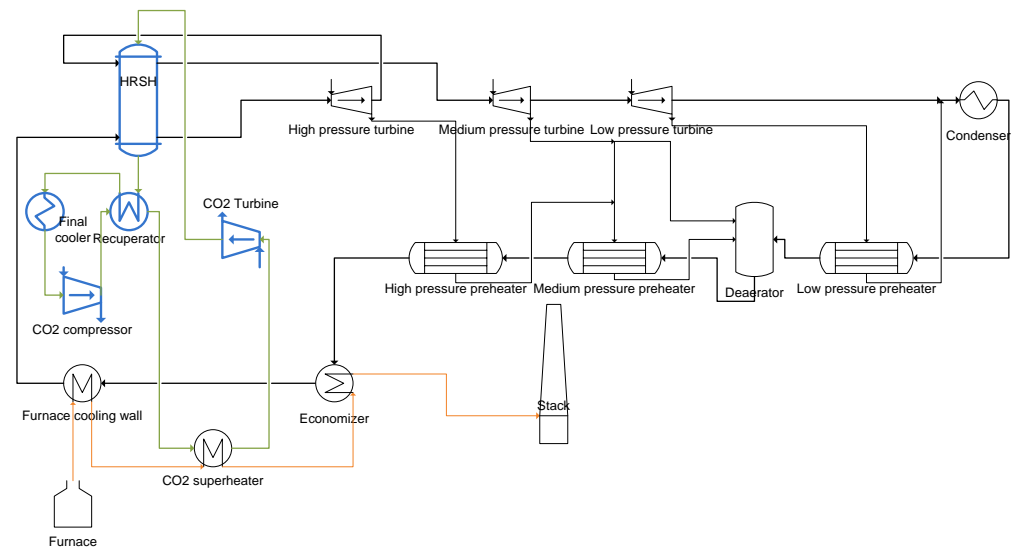 HRSH
High pressure turbine
Medium pressure turbine
Low pressure turbine
Condenser
CO2 Turbine
Final
cooler
Recuperator
High pressure preheater
Medium pressure preheater
Deaerator
Low pressure preheater
CO2 compressor
Stack
Furnace cooling wall
Economizer
CO2 superheater
Furnace